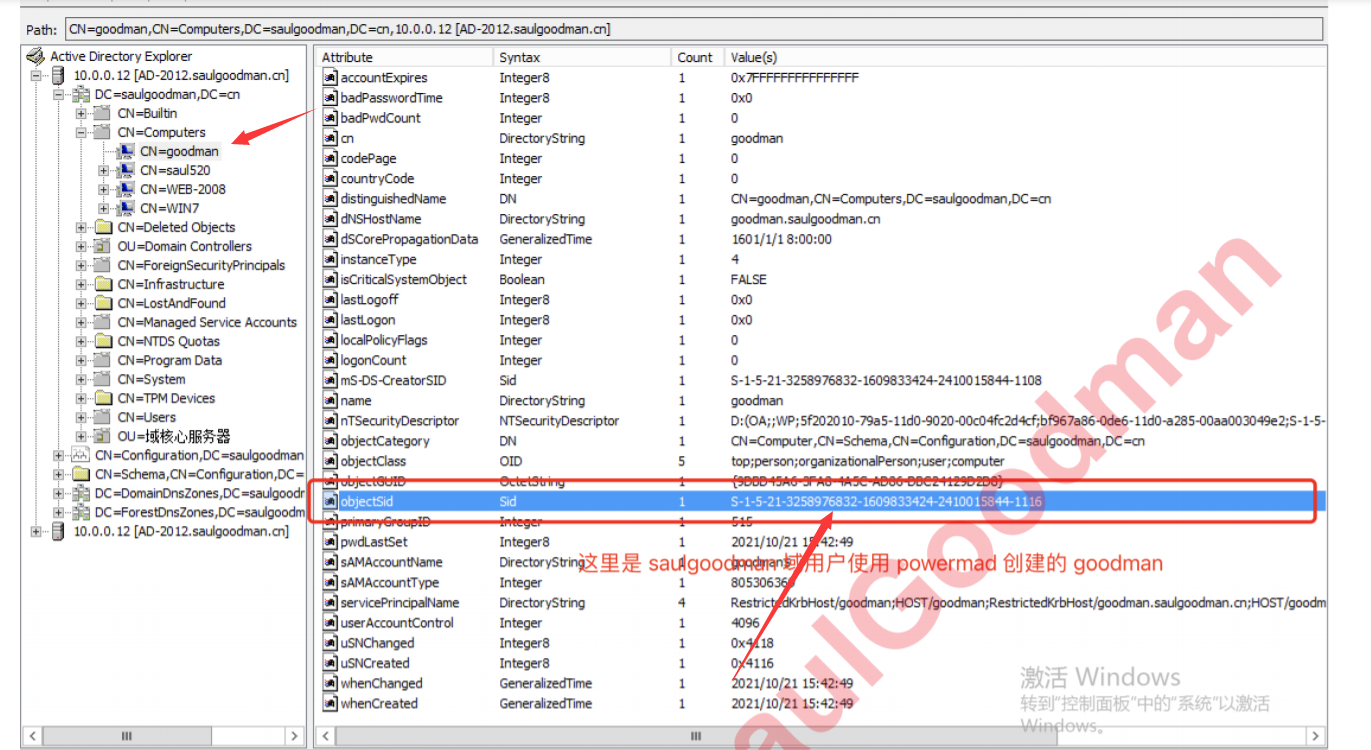 Path: CN=goodman,CN=Computers,DC=saulgoodman,DC=cn,10.0.0.12 [AD-2012.saulgoodman.cn]
Active Directory Explorer
10.0.0.12 [AD-2012.saulgoodman.cn]
DC=saulgoodman,DC=cn
CN=Builtin
CN=Computers
CN=goodman
CN=saul520
CN=WEB-2008
CN=WIN7
CN=Deleted Objects
OU=Domain Controllers
CN=ForeignSecurityPrincipals
CN=Infrastructure
CN=LostAndFound
CN=Managed Service Accounts
CN=NTDS Quotas
CN=Program Data
CN=System
CN=TPM Devices
CN=Users
OU=域核心服务器
CN=Configuration,DC=saulgoodman
CN=Schema,CN=Configuration,DC=
DC=DomainDnsZones,DC=saulgoodr
DC=ForestDnsZones,DC=saulgoodm
10.0.0.12 [AD-2012.saulgoodman.cn]
Attribute Syntax Count Value(s)
accountExpires Integer8 1 0x7FFFFFFFFFFFFFFF
badPasswordTime Integer8 1 0x0
badPwdCount Integer 1 0
cn DirectoryString 1 goodman
codePage Integer 1 0
countryCode Integer 1 0
distinguishedName DN 1 CN=goodman,CN=Computers,DC=saulgoodman,DC=cn
dNSHostName DirectoryString 1 goodman.saulgoodman.cn
dSCorePropagationData GeneralizedTime 1 1601/1/1 8:00:00
instanceType Integer 1 4
isCriticalSystemObject Boolean 1 FALSE
lastLogoff Integer8 1 0x0
lastLogon Integer8 1 0x0
localPolicyFlags Integer 1 0
logonCount Integer 1 0
mS-DS-CreatorSID Sid 1 S-1-5-21-3258976832-1609833424-2410015844-1108
name DirectoryString 1 goodman
nTSecurityDescriptor NTSecurityDescriptor 1 D:(OA;;WP;5f202010-79a5-11d0-9020-00c04fc2d4cf;bf967a86-0de6-11d0-a285-00aa003049e2;S-1-5-
objectCategory DN 1 CN=Computer,CN=Schema,CN=Configuration,DC=saulgoodman,DC=cn
objectClass OID 5 top;person;organizationalPerson;user;computer
objectGUID OctetString 1
objectSid Sid 1 S-1-5-21-3258976832-1609833424-2410015844-1116
primaryGroupID Integer 1 515
pwdLastSet Integer8 1 2021/10/21 15:42:49
这里是 saulgoodman 域用户使用 powermad 创建的 goodman
sAMAccountName DirectoryString 1 goodman$
sAMAccountType Integer 1 805306369
servicePrincipalName DirectoryString 4 RestrictedKrbHost/goodman;HOST/goodman;RestrictedKrbHost/goodman.saulgoodman.cn;HOST/goodm
userAccountControl Integer 1 4096
uSNChanged Integer8 1 0x4118
uSNCreated Integer8 1 0x4116
whenChanged GeneralizedTime 1 2021/10/21 15:42:49
whenCreated GeneralizedTime 1 2021/10/21 15:42:49
激活 Windows
转到"控制面板"中的"系统"以激活
Windows。
aulGoodman